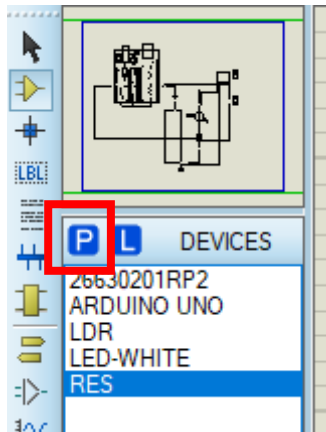 LBL
P L DEVICES
26630201RP2
ARDUINO UNO
LDR
LED-WHITE
RES